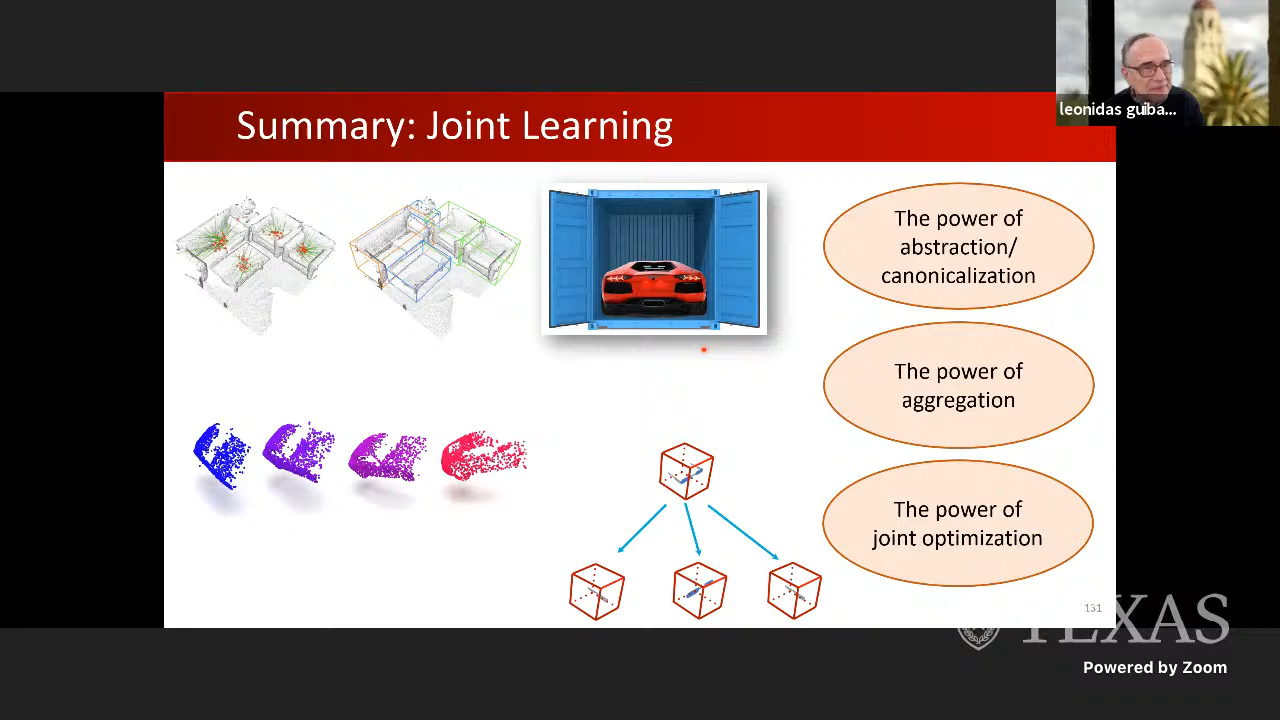 leonidas guiba...
Summary: Joint Learning
The power of
abstraction/
canonicalization
The power of
aggregation
The power of
joint optimization
131
TEXAS
Powered by Zoom